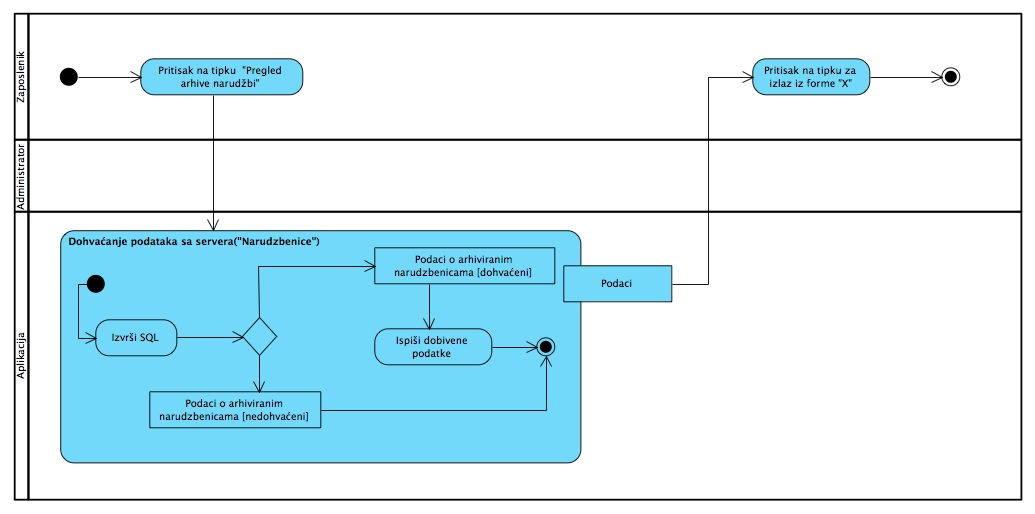 Zaposlenik
Pritisak na tipku "Pregled
arhive narudžbi"
Pritisak na tipku za
izlaz iz forme "X"
Administrator
Aplikacija
Dohvaćanje podataka sa servera("Narudzbenice")
Podaci o arhiviranim
narudzbenicama [dohvaćeni]
Podaci
Izvrši SQL
Ispiši dobivene
podatke
Podaci o arhiviranim
narudzbenicama [nedohvaćeni]